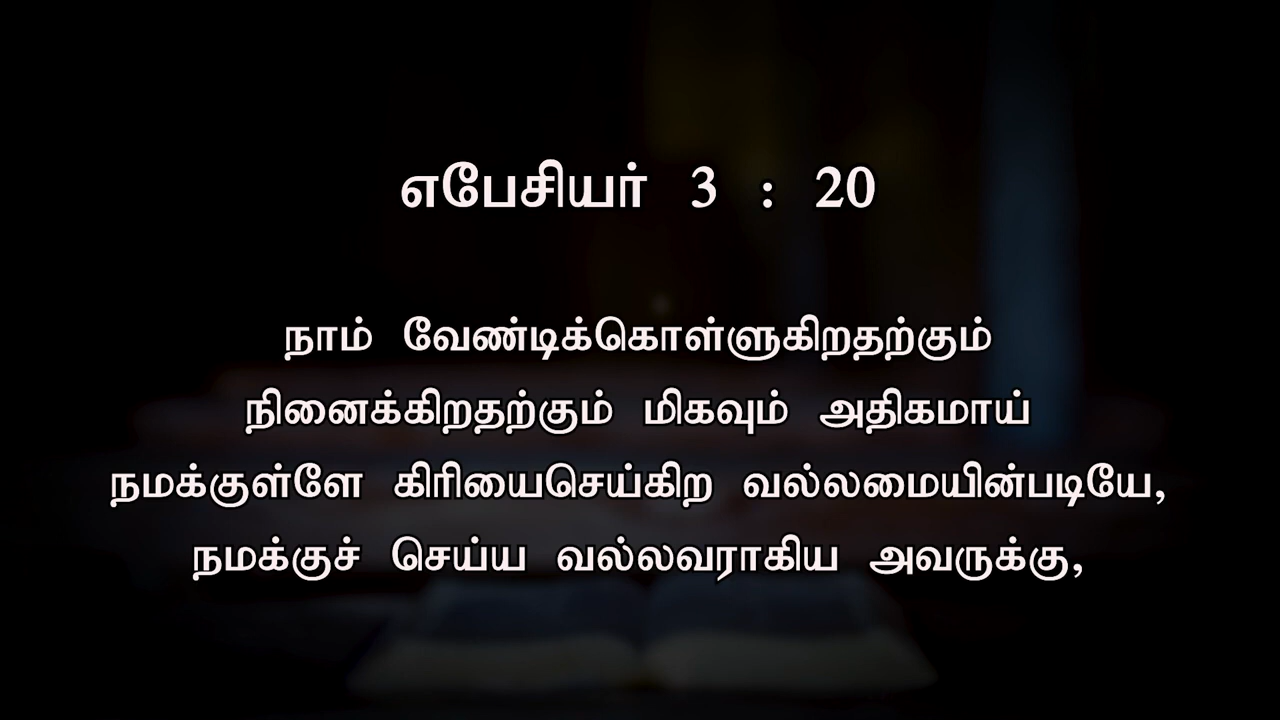 எபேசியர் 3 : 20
நாம் வேண்டிக்கொள்ளுகிறதற்கும்
நினைக்கிறதற்கும் மிகவும் அதிகமாய்
நமக்குள்ளே கிரியைசெய்கிற வல்லமையின்படியே,
நமக்குச் செய்ய வல்லவராகிய அவருக்கு,